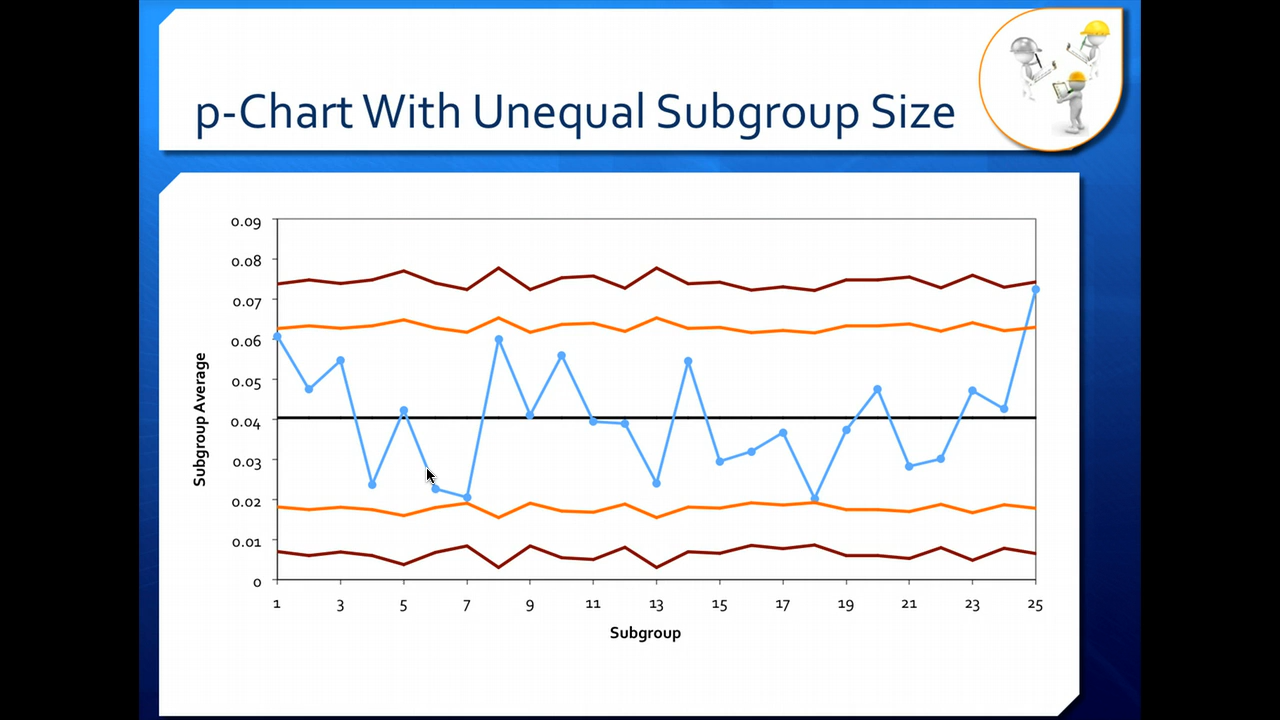 p-Chart With Unequal Subgroup Size
0.09
0.08
0.07
0.06
0.05
0.04
0.03
0.02
0.01
0
Subgroup Average
1 3 5 7 9 11 13 15 17 19 21 23 25
Subgroup